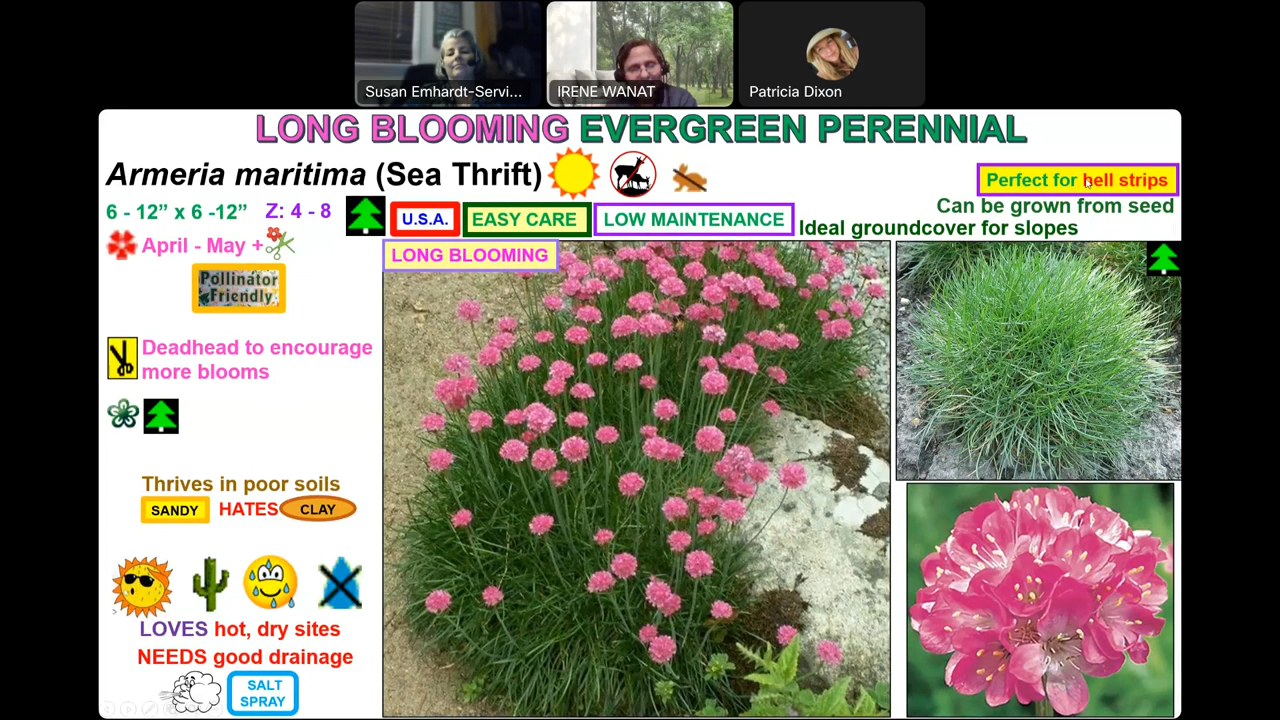 Susan Emhardt-Servi...
IRENE WANAT
Patricia Dixon
LONG BLOOMING EVERGREEN PERENNIAL
Armeria maritima (Sea Thrift)
Perfect for hell strips
6 - 12” x 6 -12” Z: 4 - 8
U.S.A.
EASY CARE
LOW MAINTENANCE
Can be grown from seed
Ideal groundcover for slopes
April - May +
LONG BLOOMING
Pollinator
Friendly
Deadhead to encourage
more blooms
Thrives in poor soils
SANDY HATES CLAY
LOVES hot, dry sites
NEEDS good drainage
SALT
SPRAY